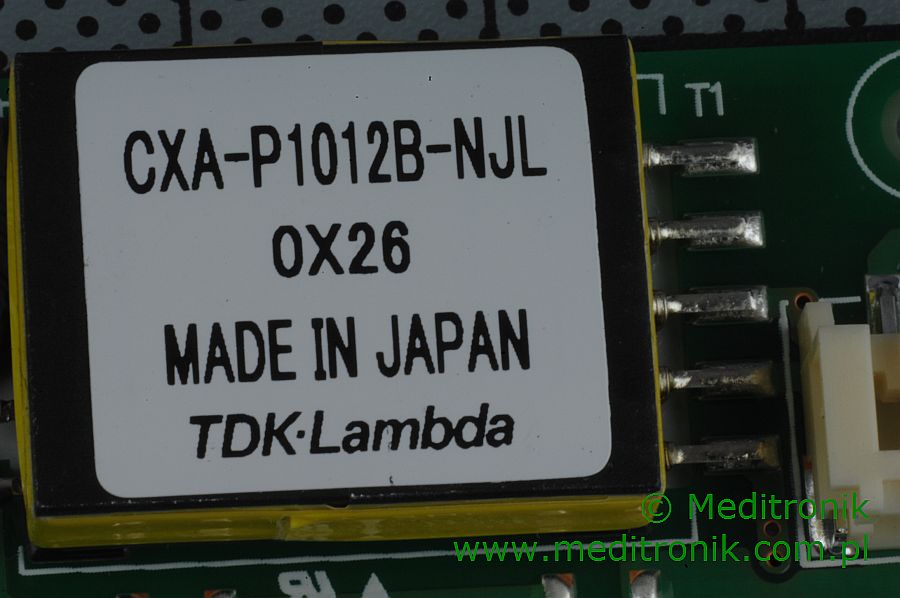 CXA-P1012B-NJL
0X26
MADE IN JAPAN
TDK·Lambda
T1
© Meditronik
www.meditronik.com.pl